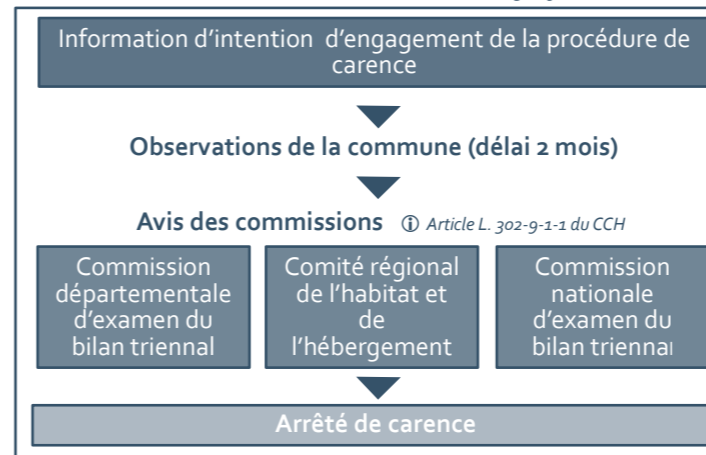 Information d'intention d'engagement de la procédure de
carence
Observations de la commune (délai 2 mois)
Avis des commissions ⓘ Article L. 302-9-1-1 du CCH
Commission
départementale
d'examen du
bilan triennal
Comité régional
de l'habitat et
de
l'hébergement
Commission
nationale
d'examen du
bilan triennal
Arrêté de carence